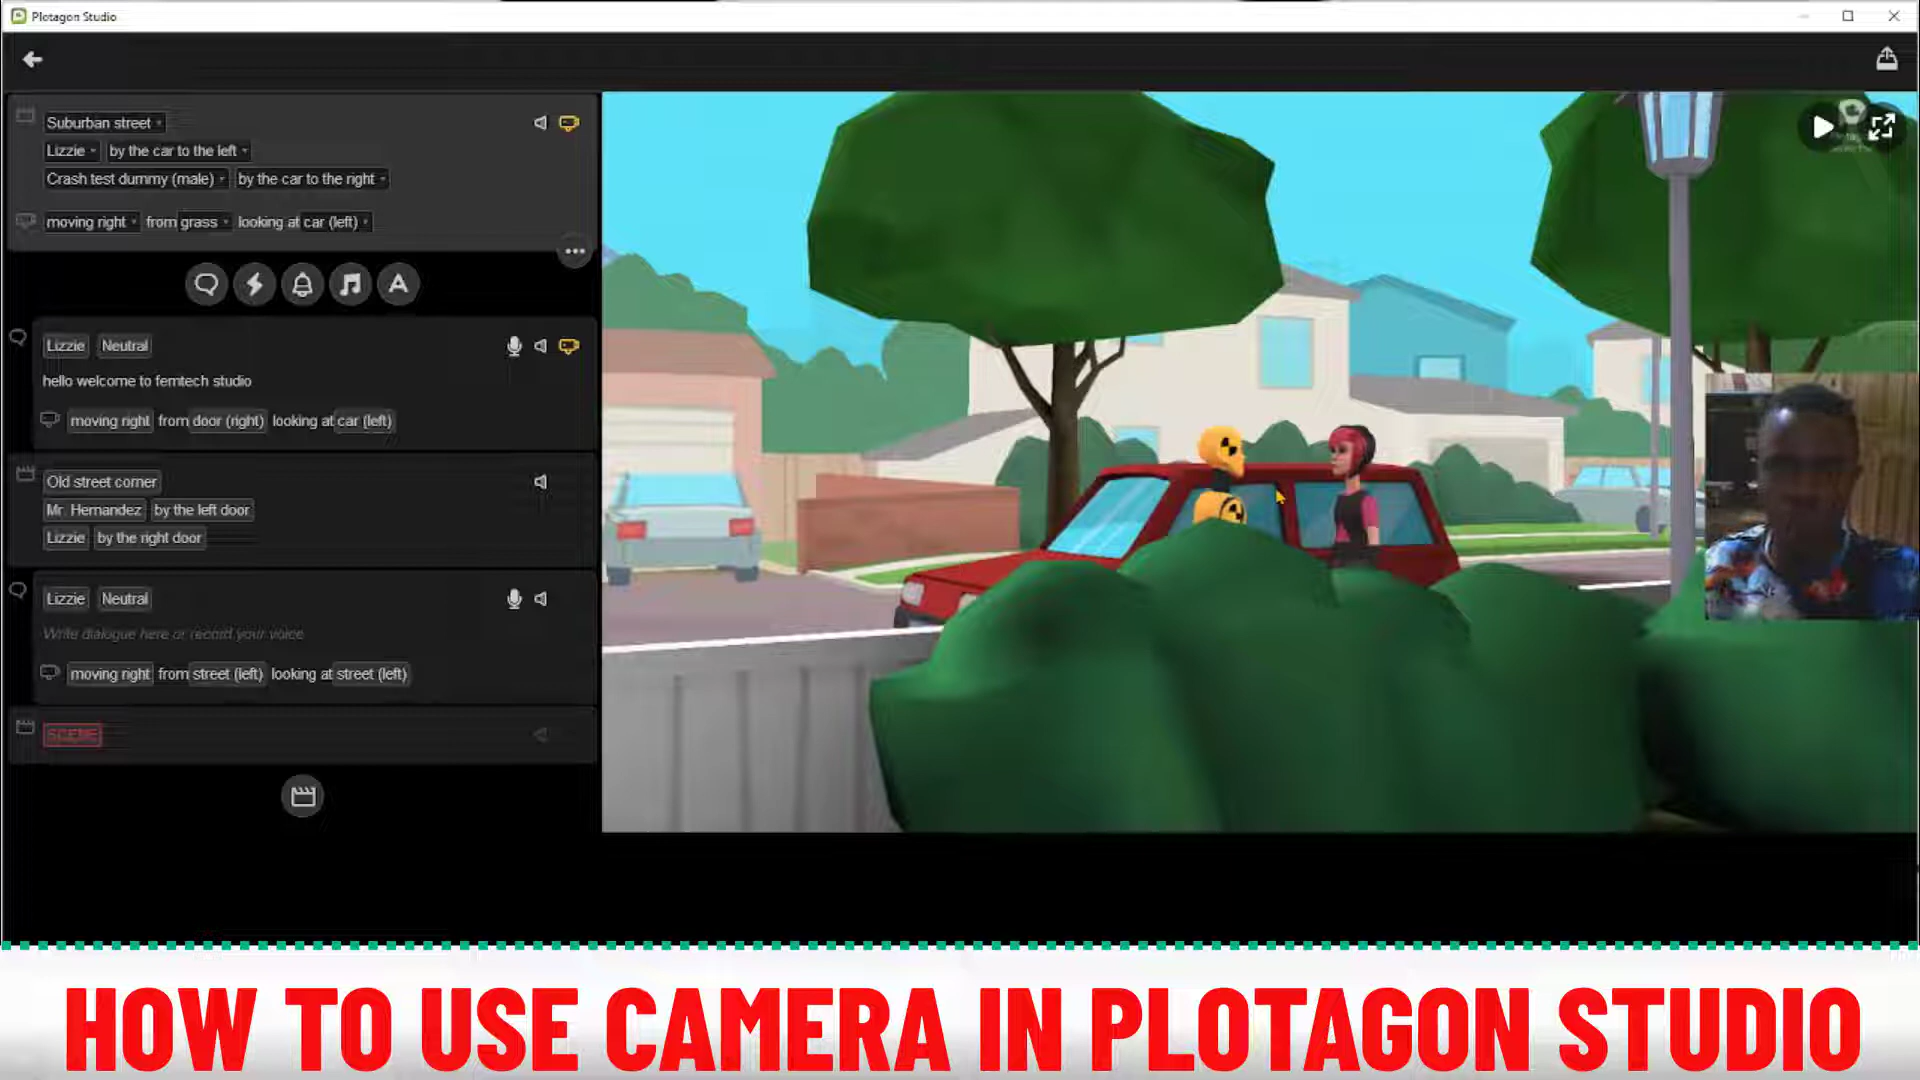 Plotagon Studio
Suburban street
Lizzie by the car to the left
Crash test dummy (male) by the car to the right
moving right from grass looking at car (left)
Lizzie Neutral
hello welcome to femtech studio
moving right from door (right) looking at car (left)
Old street corner
Mr. Hernandez by the left door
Lizzie by the right door
Lizzie Neutral
Write dialogue here or record your voice
moving right from street (left) looking at street (left)
SCENE
HOW TO USE CAMERA IN PLOTAGON STUDIO